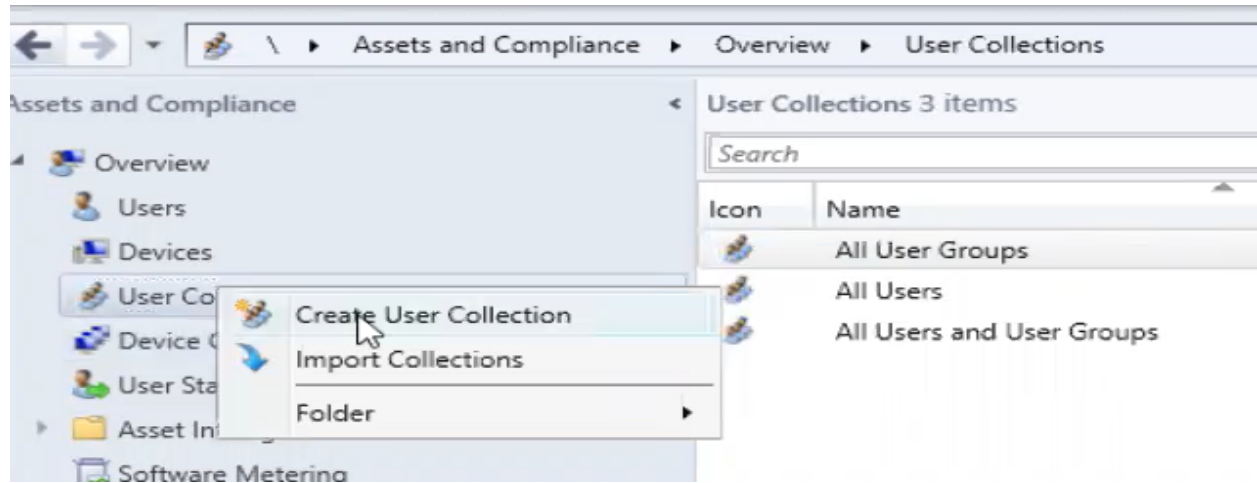 \ Assets and Compliance Overview User Collections
Assets and Compliance
Overview
Users
Devices
User Co
Device
User Sta
Asset In
Software Metering
Create User Collection
Import Collections
Folder
User Collections 3 items
Search
Icon Name
All User Groups
All Users
All Users and User Groups